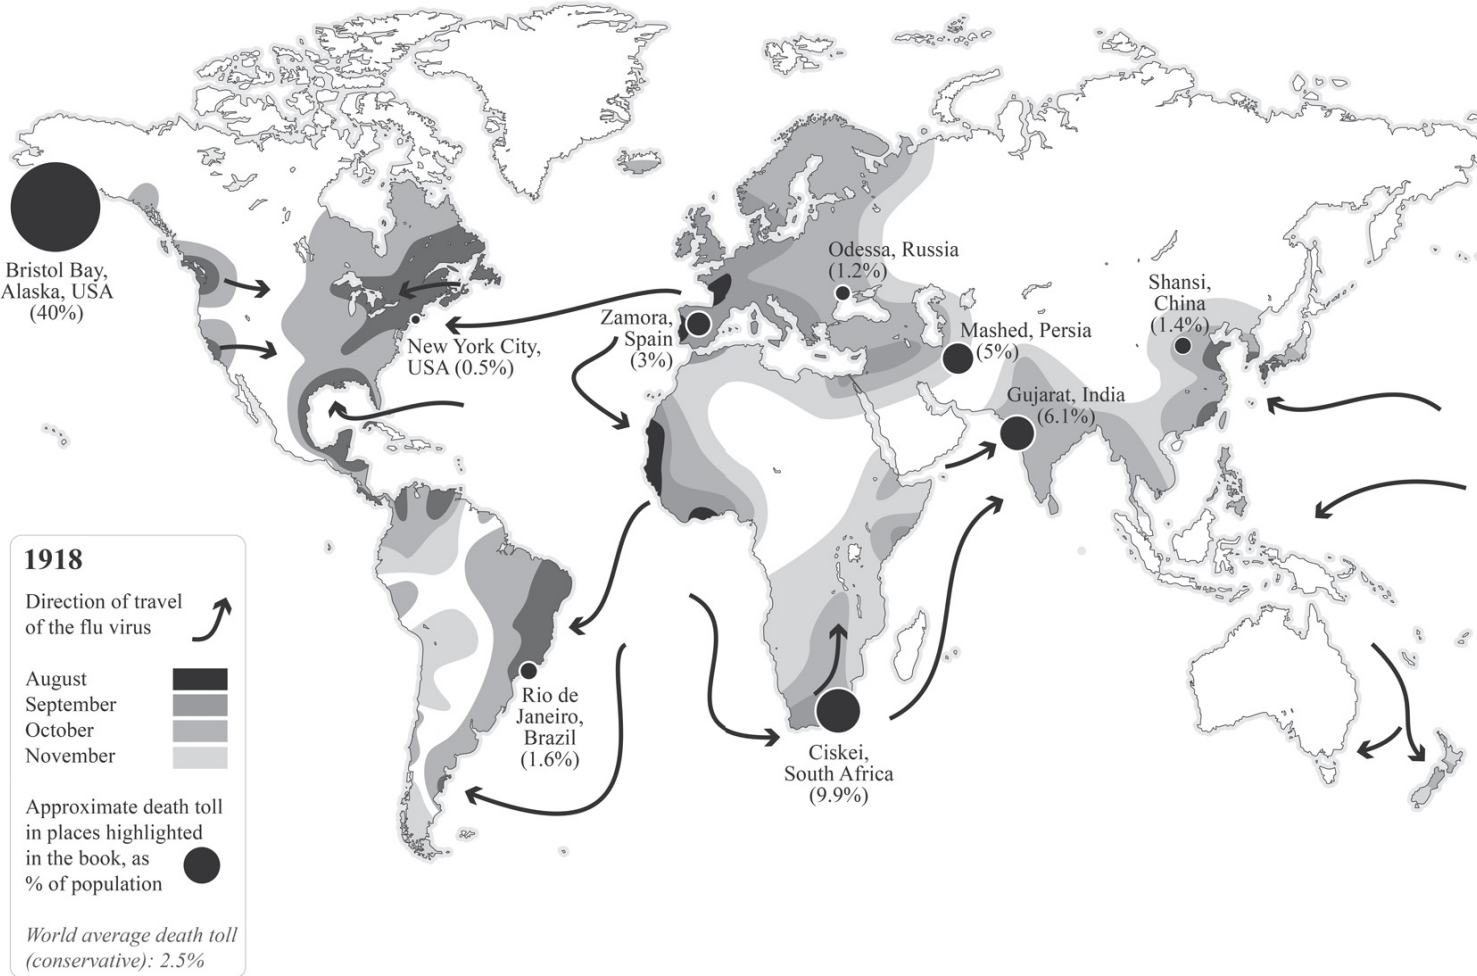 Bristol Bay,
Alaska, USA
(40%)
New York City,
USA (0.5%)
Zamora,
Spain
(3%)
Odessa, Russia
(1.2%)
Mashed, Persia
(5%)
Shansi,
China
(1.4%)
Gujarat, India
(6.1%)
Rio de
Janeiro,
Brazil
(1.6%)
Ciskei,
South Africa
(9.9%)
1918
Direction of travel
of the flu virus
August
September
October
November
Approximate death toll
in places highlighted
in the book, as
% of population
World average death toll
(conservative): 2.5%